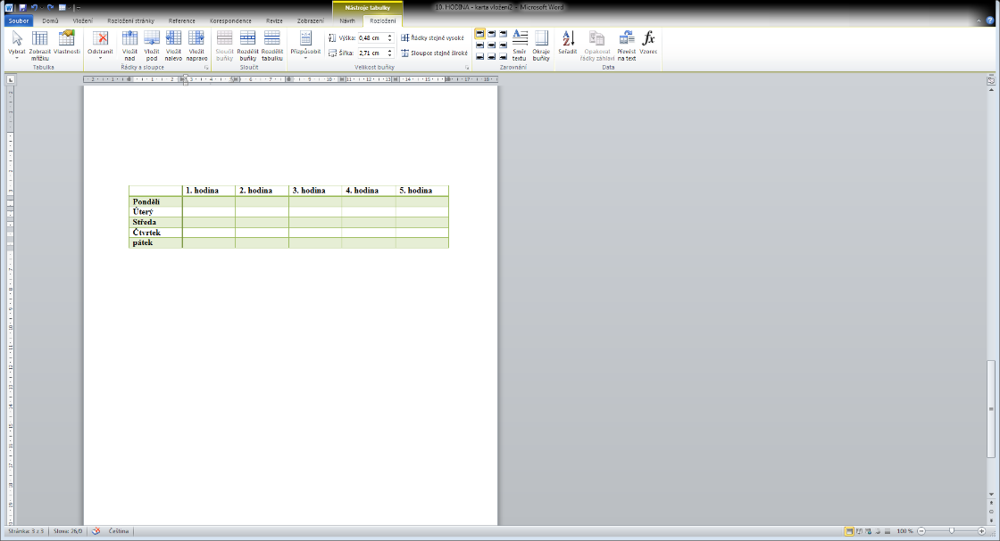 Nástroje tabulky
10. HODINA - karta vložení2 - Microsoft Word
Soubor Domů Vložení Rozložení stránky Reference Korespondence Revize Zobrazení Návrh Rozložení
Vybrat Zobrazit mřížku Vlastnosti
Tabulka
Odstranit Vložit nad Vložit pod Vložit nalevo Vložit napravo
Řádky a sloupce
Sloučit buňky Rozdělit buňky Rozdělit tabulku
Sloučit
Přizpůsobit
Výška: 0,48 cm
Šířka: 2,71 cm
Řádky stejně vysoké
Sloupce stejně široké
Velikost buňky
Směr textu Okraje buňky
Zarovnání
Seřadit Opakovat řádky záhlaví Převést na text Vzorec
Data
1. hodina 2. hodina 3. hodina 4. hodina 5. hodina
Pondělí
Úterý
Středa
Čtvrtek
pátek
Stránka: 3 z 3 Slova: 26/0 Čeština 100 %